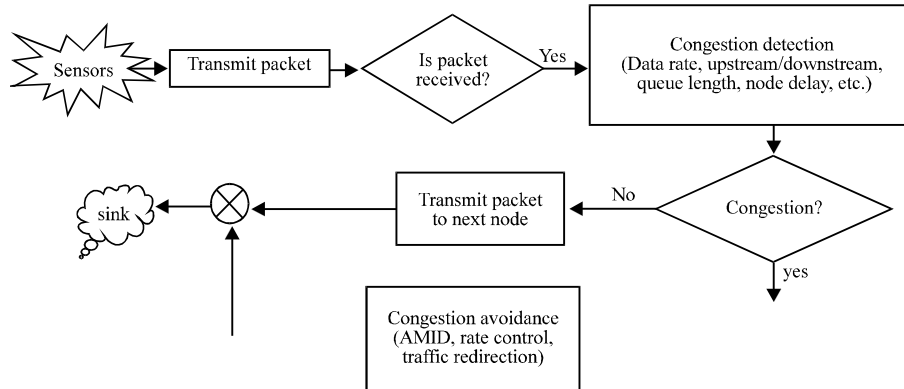 Sensors
Transmit packet
Is packet
received?
Yes
Congestion detection
(Data rate, upstream/downstream,
queue length, node delay, etc.)
sink
Transmit packet
to next node
No
Congestion?
yes
Congestion avoidance
(AMID, rate control,
traffic redirection)